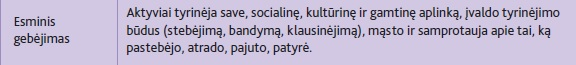 Esminis
gebėjimas
Aktyviai tyrinėja save, socialinę, kultūrinę ir gamtinę aplinką, įvaldo tyrinėjimo
būdus (stebėjimą, bandymą, klausinėjimą), mąsto ir samprotauja apie tai, ką
pastebėjo, atrado, pajuto, patyrė.